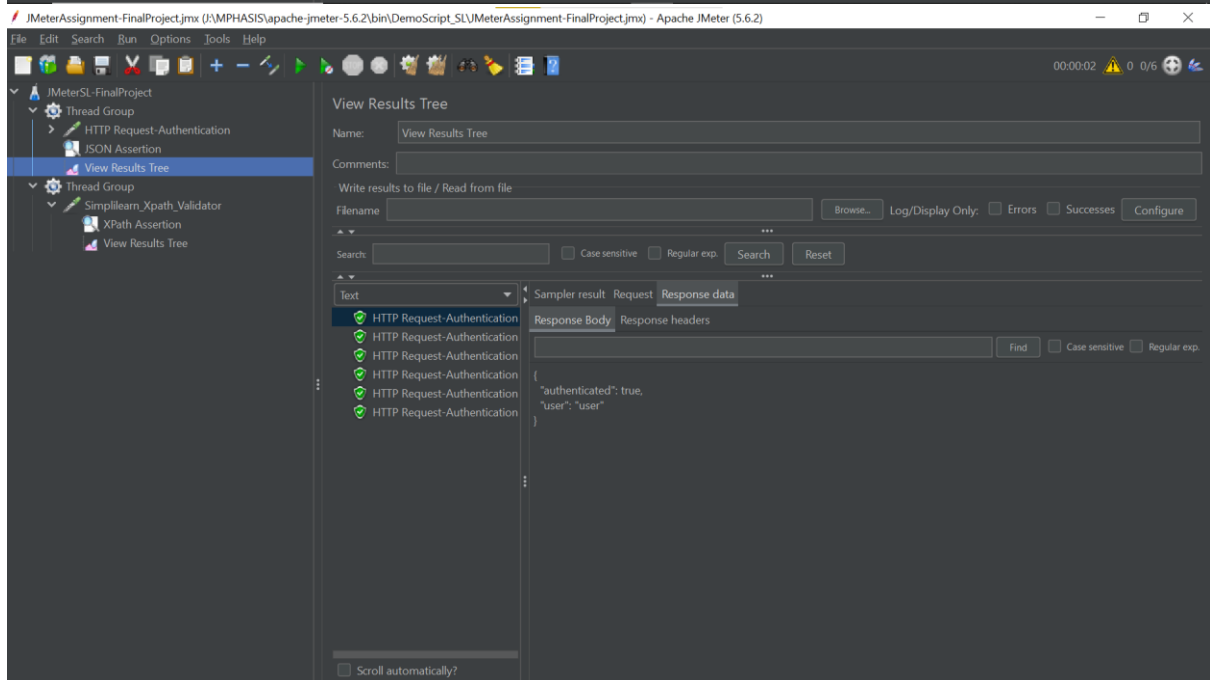 JMeterAssignment-FinalProject.jmx (J:\MPHASIS\apache-jmeter-5.6.2\bin\DemoScript_SL\JMeterAssignment-FinalProject.jmx) - Apache JMeter (5.6.2)
File Edit Search Run Options Tools Help
00:00:02 0 0/6
JMeterSL-FinalProject
Thread Group
HTTP Request-Authentication
JSON Assertion
View Results Tree
Thread Group
Simplilearn_Xpath_Validator
XPath Assertion
View Results Tree
View Results Tree
Name: View Results Tree
Comments:
Write results to file / Read from file
Filename Browse... Log/Display Only: Errors Successes Configure
Search: Case sensitive Regular exp. Search Reset
Text
HTTP Request-Authentication
HTTP Request-Authentication
HTTP Request-Authentication
HTTP Request-Authentication
HTTP Request-Authentication
HTTP Request-Authentication
Scroll automatically?
Sampler result Request Response data
Response Body Response headers
Find Case sensitive Regular exp.
{
"authenticated": true,
"user": "user"
}